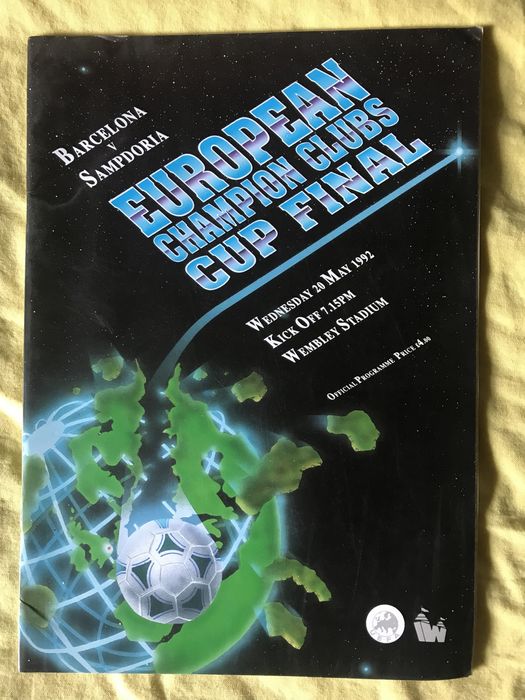 BARCELONA
V
SAMPDORIA
EUROPEAN
CHAMPION CLUBS
CUP FINAL
WEDNESDAY 20 MAY 1992
KICK OFF 7.15PM
WEMBLEY STADIUM
OFFICIAL PROGRAMME PRICE £4.00